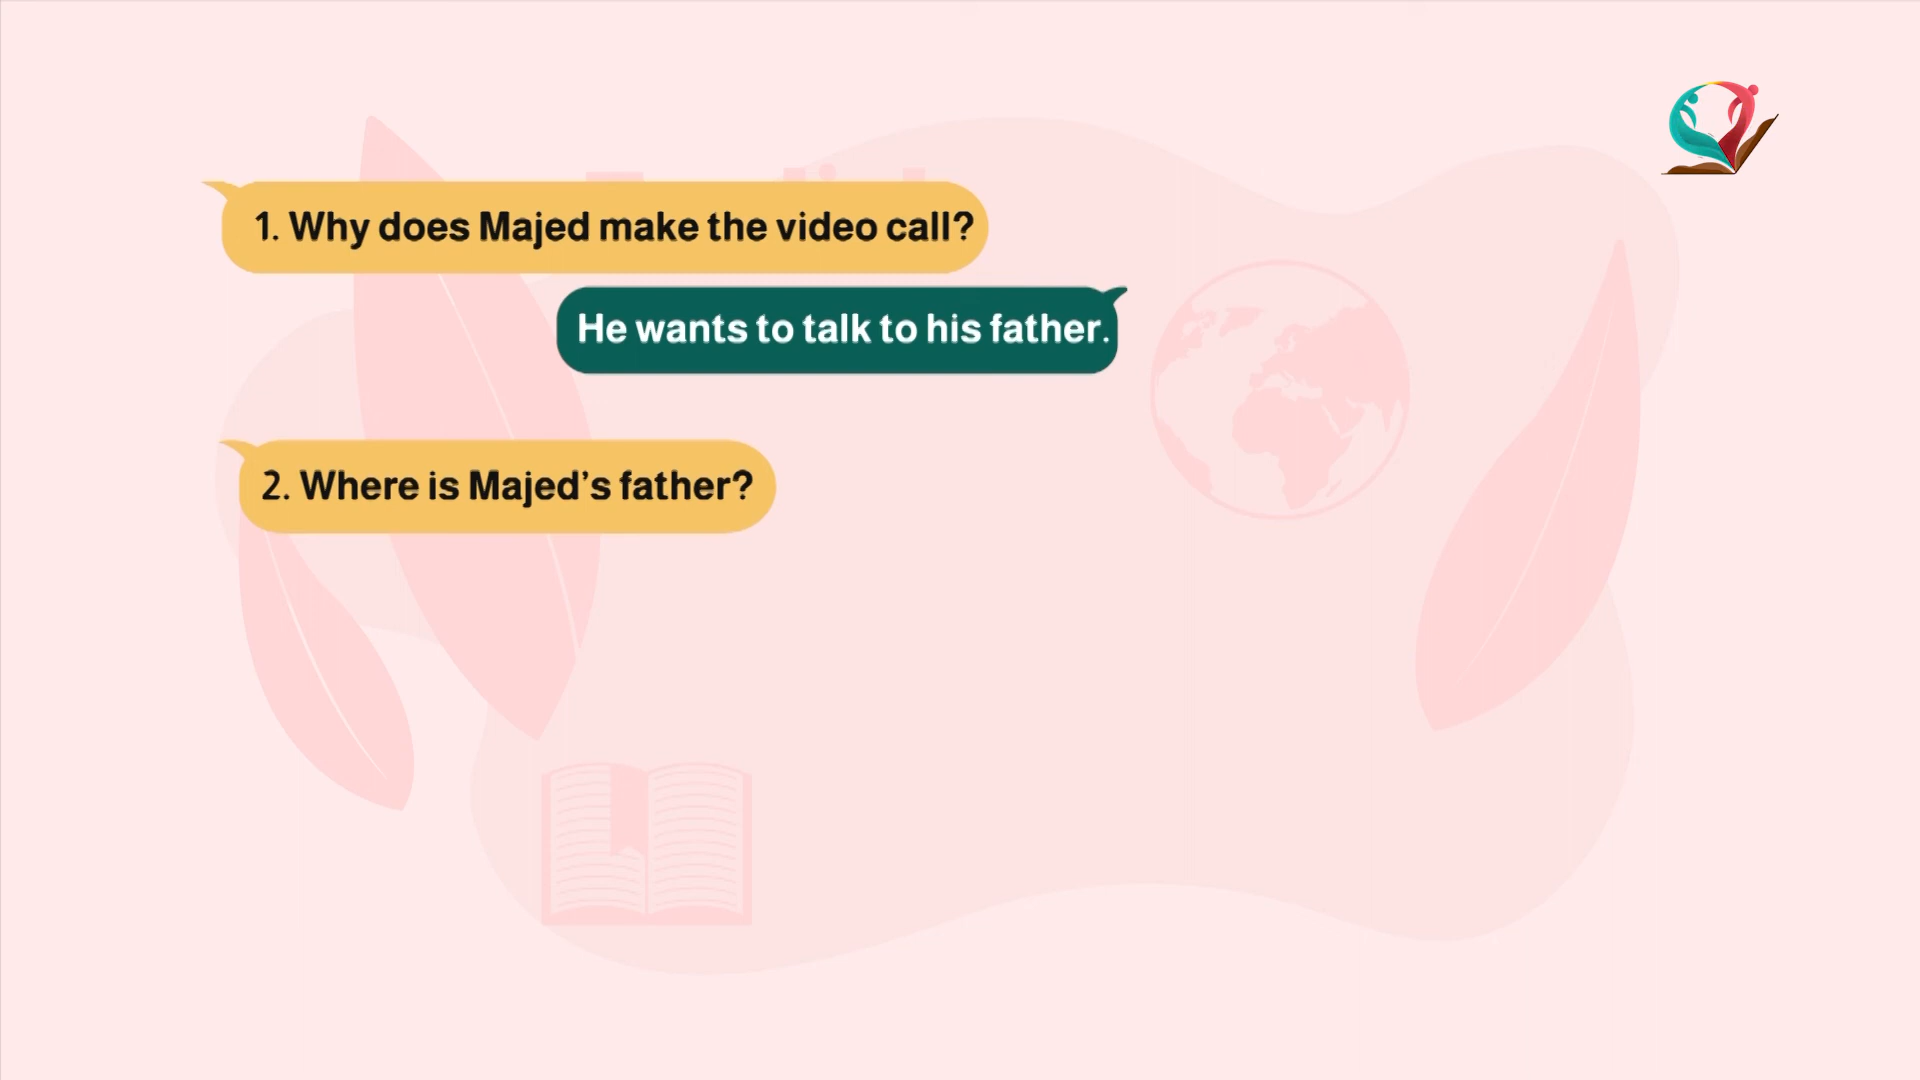 1. Why does Majed make the video call?
He wants to talk to his father.
2. Where is Majed's father?